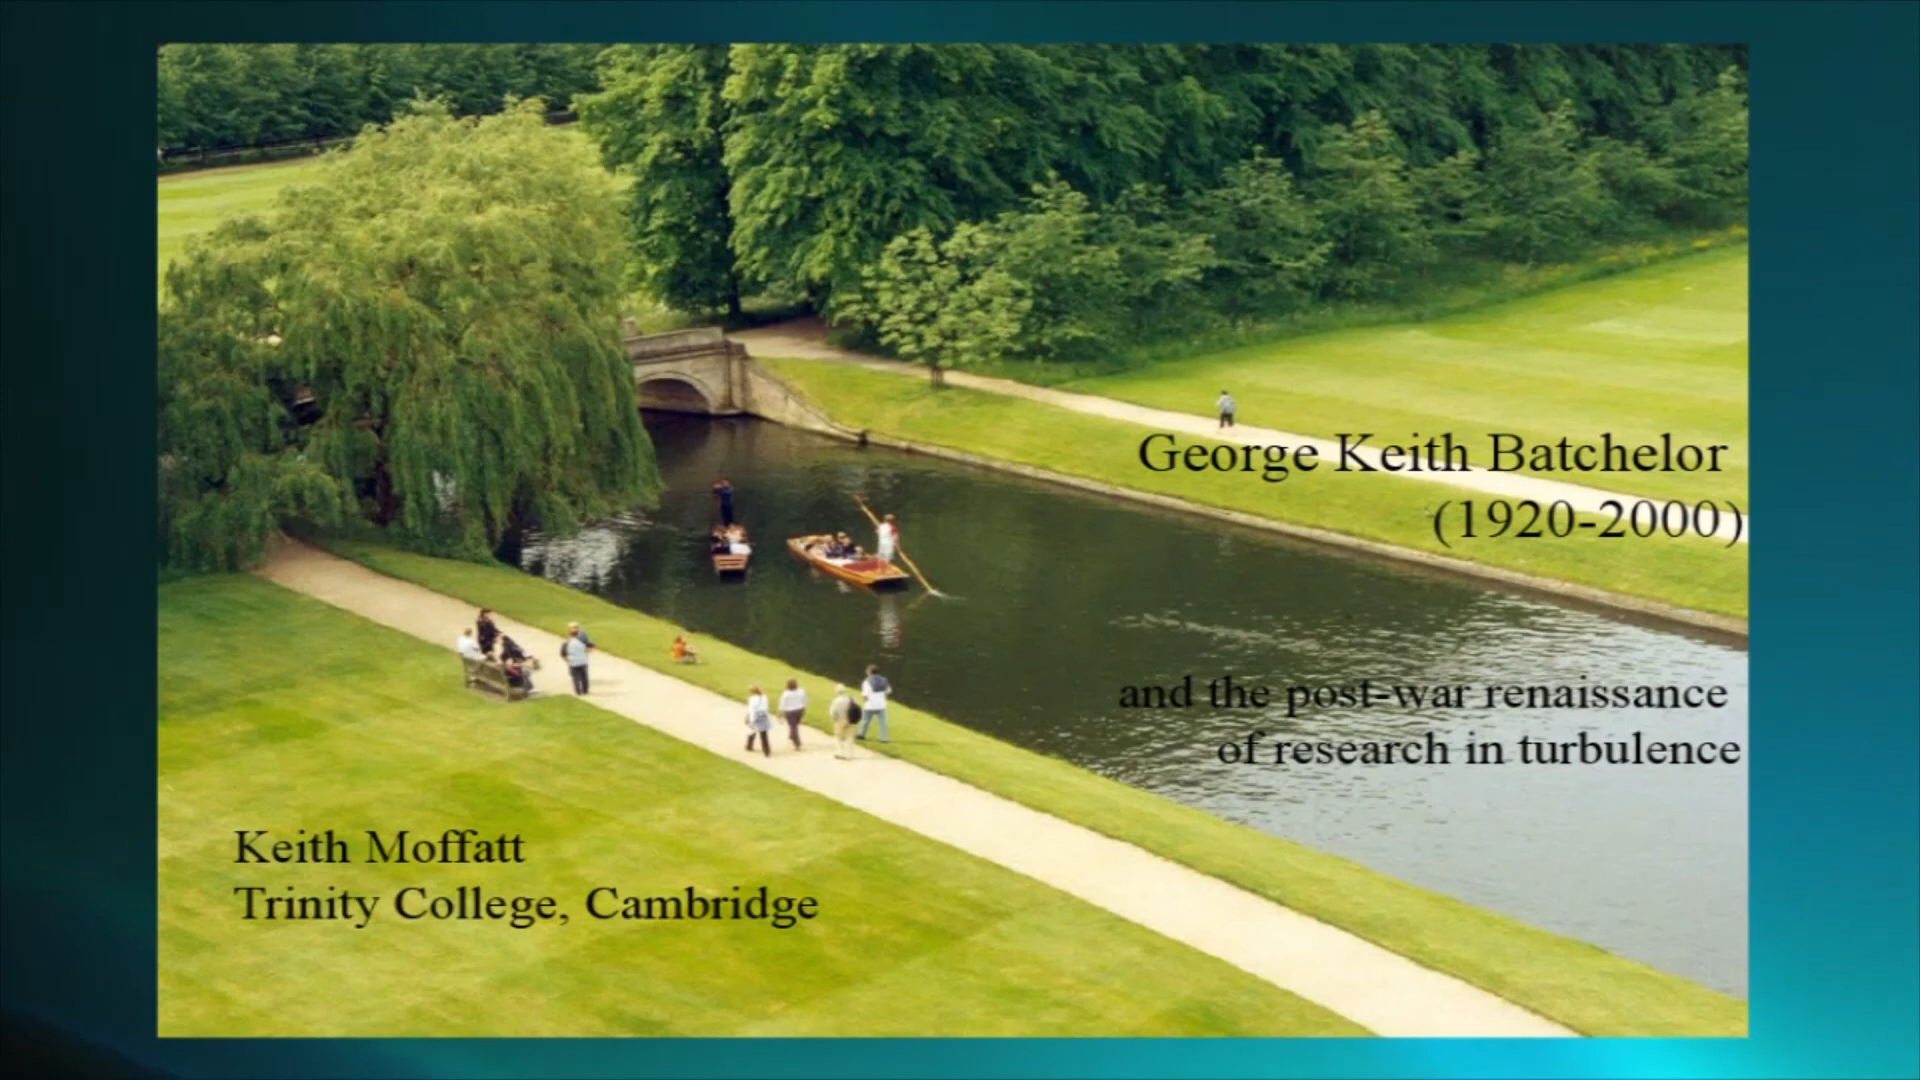 George Keith Batchelor
(1920-2000)
and the post-war renaissance
of research in turbulence
Keith Moffatt
Trinity College, Cambridge